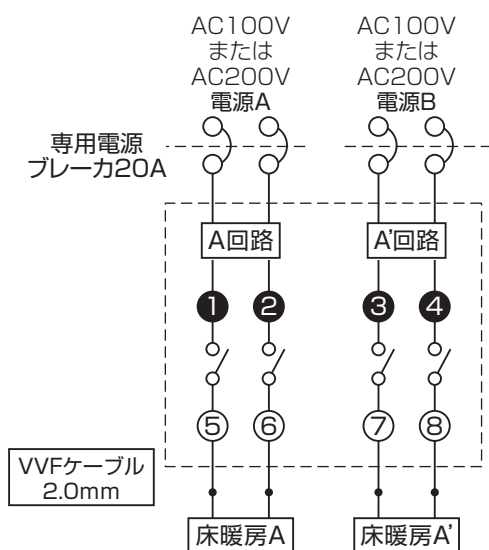 AC100V
または
AC200V
電源A
AC100V
または
AC200V
電源B
専用電源
ブレーカ20A
A回路
A'回路
❶
❷
❸
❹
⑤
⑥
⑦
⑧
VVFケーブル
2.0mm
床暖房A
床暖房A'